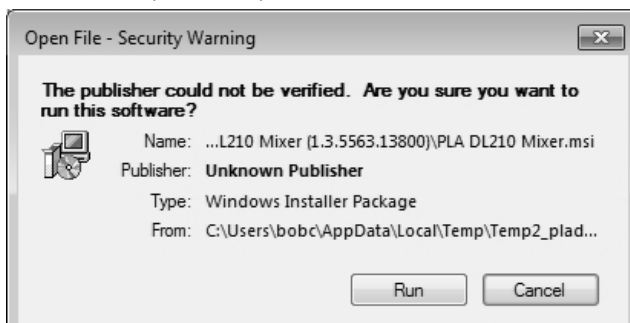 Open File - Security Warning
The publisher could not be verified. Are you sure you want to
run this software?
Name: ...L210 Mixer (1.3.5563.13800)\PLA DL210 Mixer.msi
Publisher: Unknown Publisher
Type: Windows Installer Package
From: C:\Users\bobc\AppData\Local\Temp\Temp2_plad...
Run Cancel